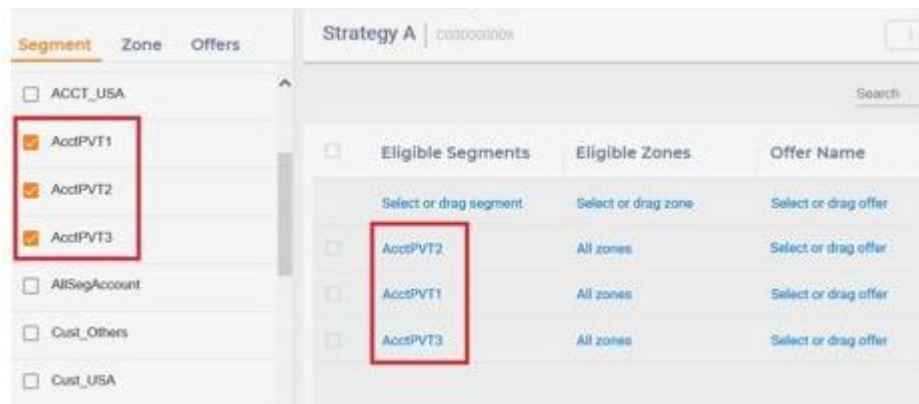 Segment Zone Offers
ACCT_USA
AcctPVT1
AcctPVT2
AcctPVT3
AllSegAccount
Cust_Others
Cust_USA
Strategy A
Search
Eligible Segments Eligible Zones Offer Name
Select or drag segment Select or drag zone Select or drag offer
AcctPVT2 All zones Select or drag offer
AcctPVT1 All zones Select or drag offer
AcctPVT3 All zones Select or drag offer